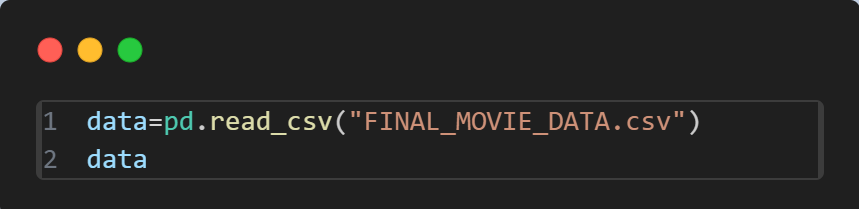 1 data=pd.read_csv("FINAL_MOVIE_DATA.csv")
2 data